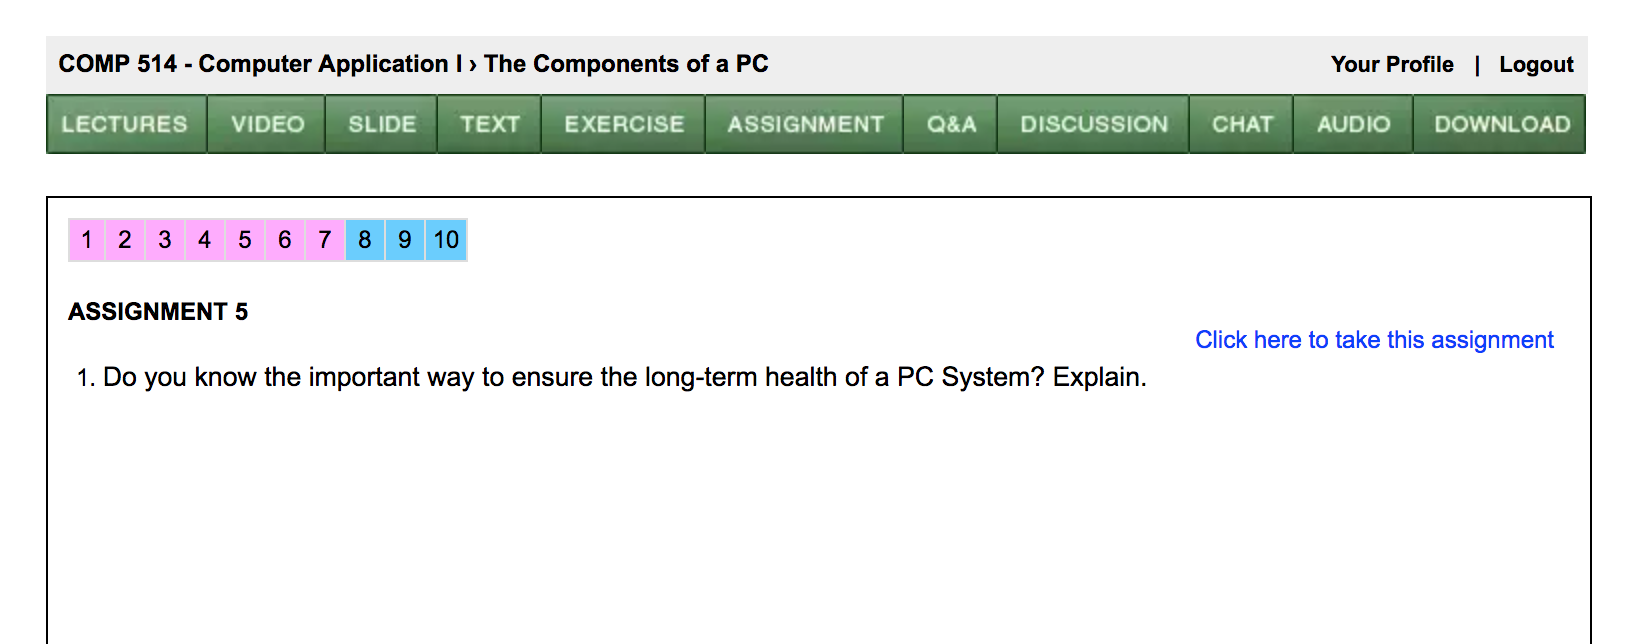 COMP 514 - Computer Application I › The Components of a PC
Your Profile | Logout
LECTURES VIDEO SLIDE TEXT EXERCISE ASSIGNMENT Q&A DISCUSSION CHAT AUDIO DOWNLOAD
1 2 3 4 5 6 7 8 9 10
ASSIGNMENT 5
Click here to take this assignment
1. Do you know the important way to ensure the long-term health of a PC System? Explain.